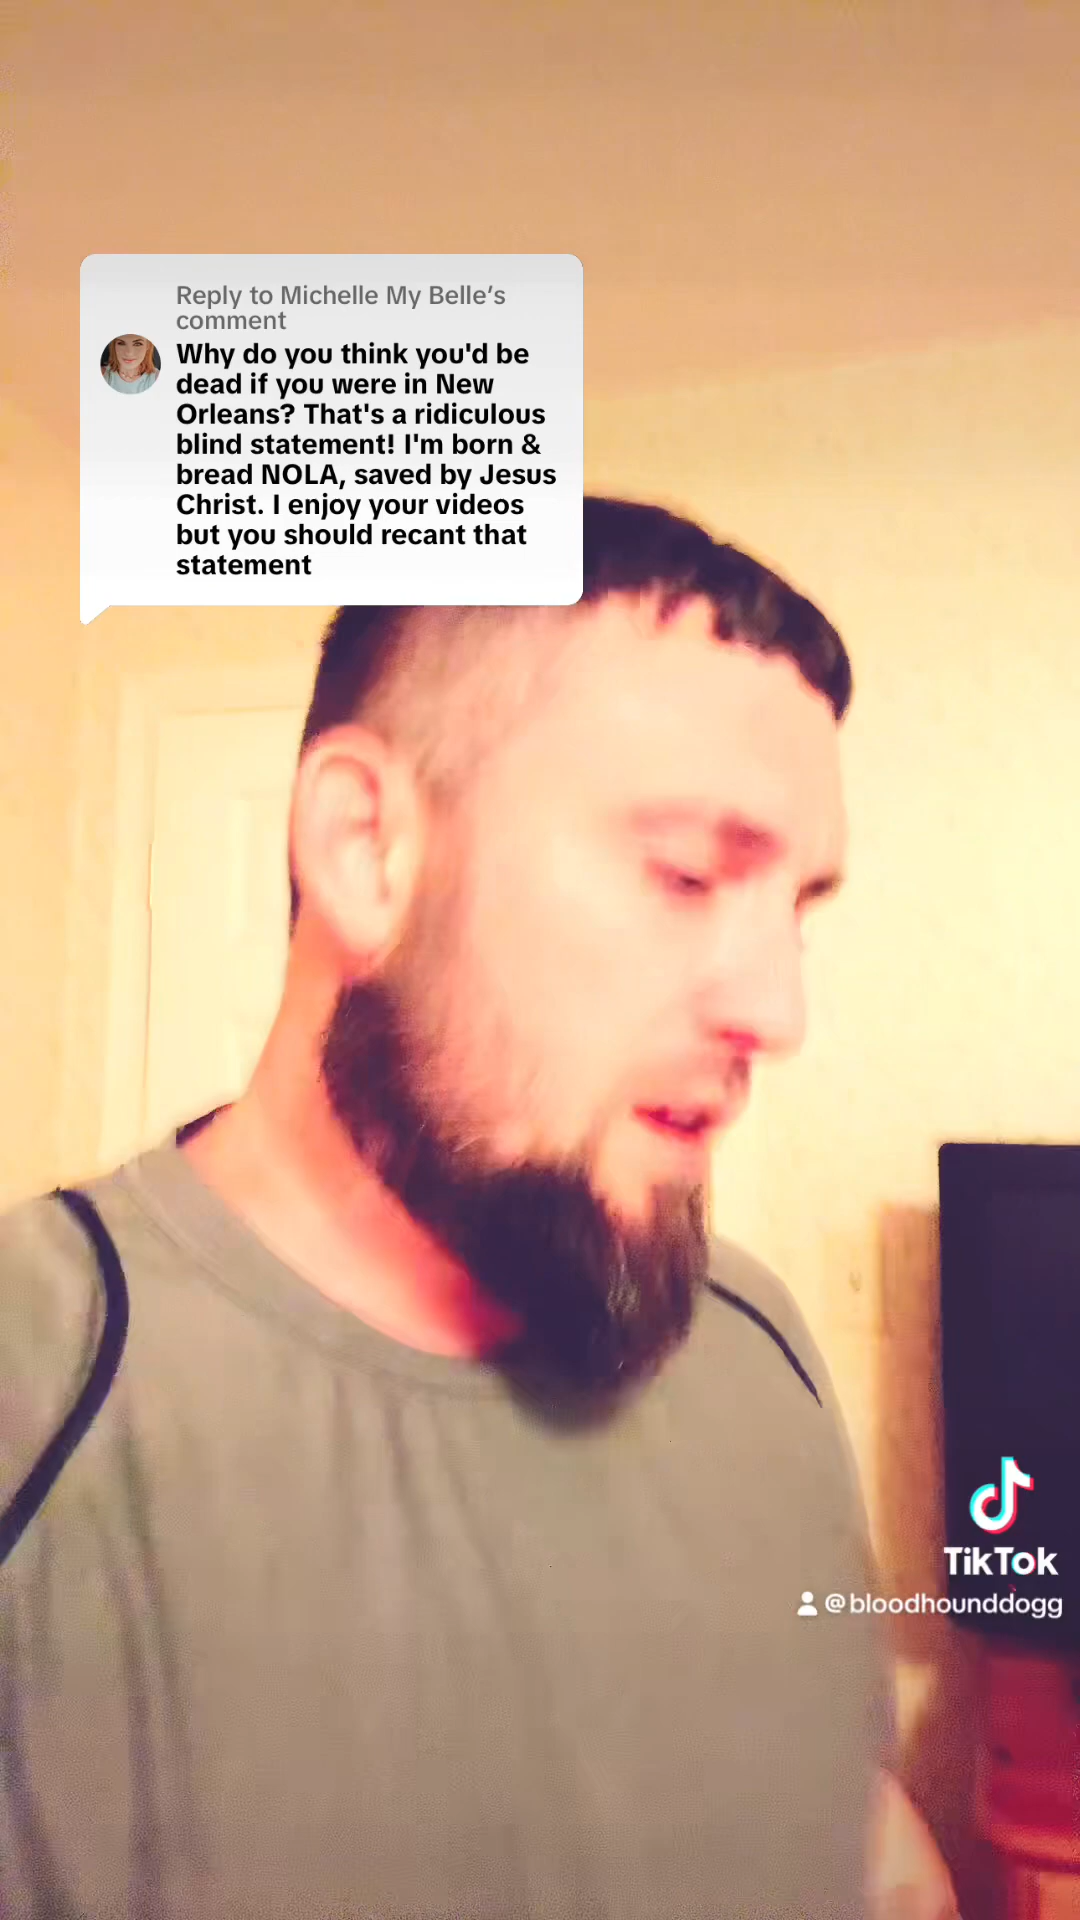 Reply to Michelle My Belle’s
comment
Why do you think you'd be
dead if you were in New
Orleans? That's a ridiculous
blind statement! I'm born &
bread NOLA, saved by Jesus
Christ. I enjoy your videos
but you should recant that
statement
TikTok
@bloodhounddogg